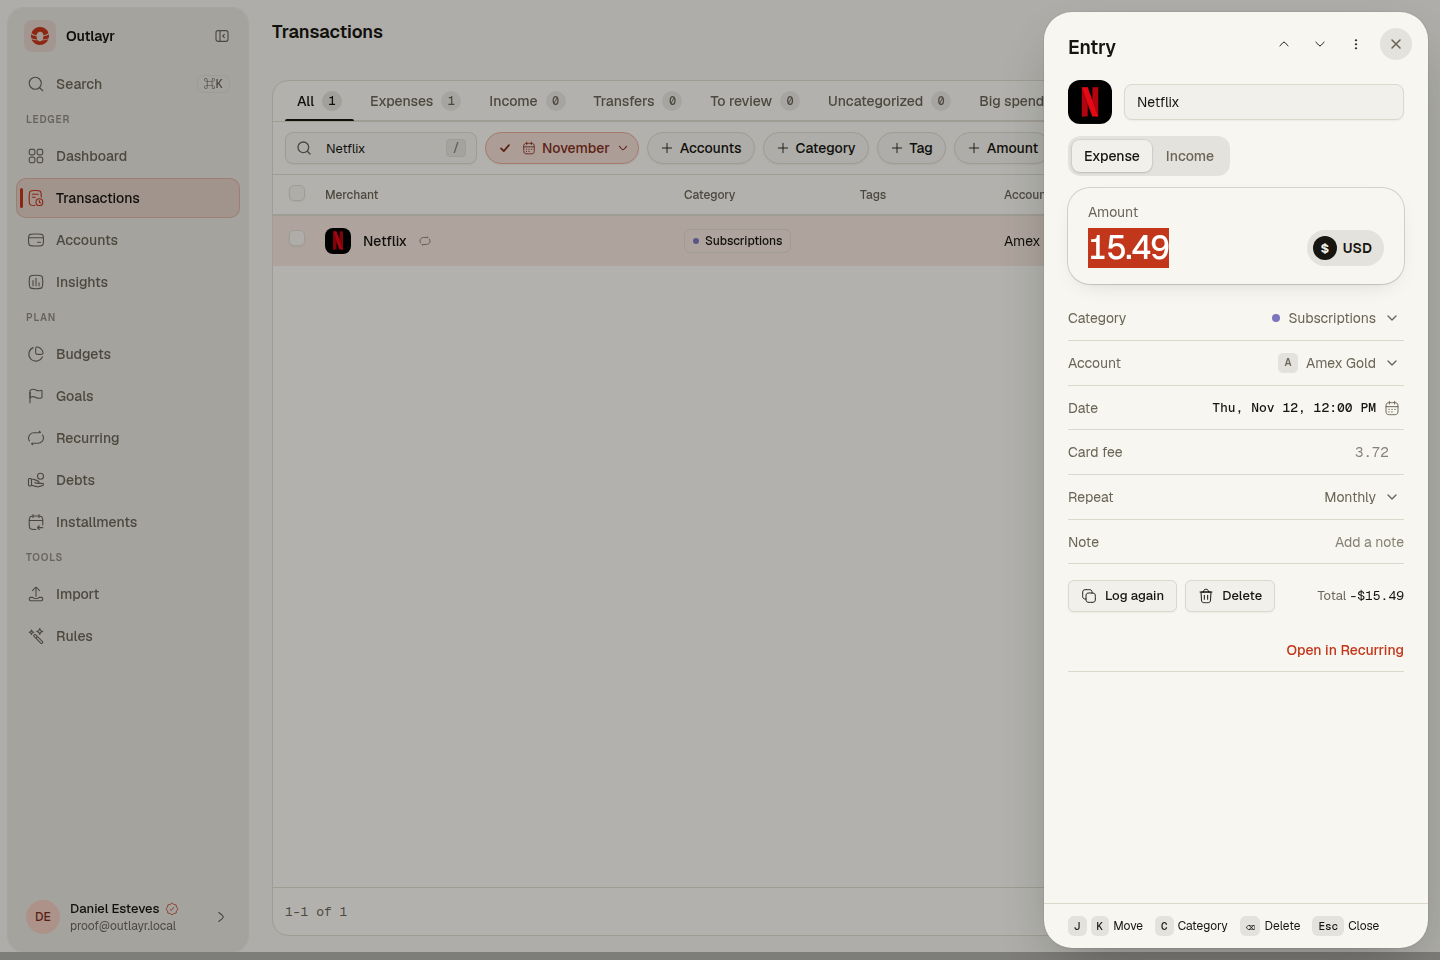 Outlayr
Search ⌘K
LEDGER
Dashboard
Transactions
Accounts
Insights
PLAN
Budgets
Goals
Recurring
Debts
Installments
TOOLS
Import
Rules
DE Daniel Esteves
proof@outlayr.local
Transactions
All 1 Expenses 1 Income 0 Transfers 0 To review 0 Uncategorized 0 Big spend
Netflix / November Accounts Category Tag Amount
Merchant Category Tags Accoun
N Netflix Subscriptions Amex
1-1 of 1
Entry
N Netflix
Expense Income
Amount
15.49 $ USD
Category Subscriptions
Account A Amex Gold
Date Thu, Nov 12, 12:00 PM
Card fee 3.72
Repeat Monthly
Note Add a note
Log again Delete Total -$15.49
Open in Recurring
J K Move C Category ⌫ Delete Esc Close